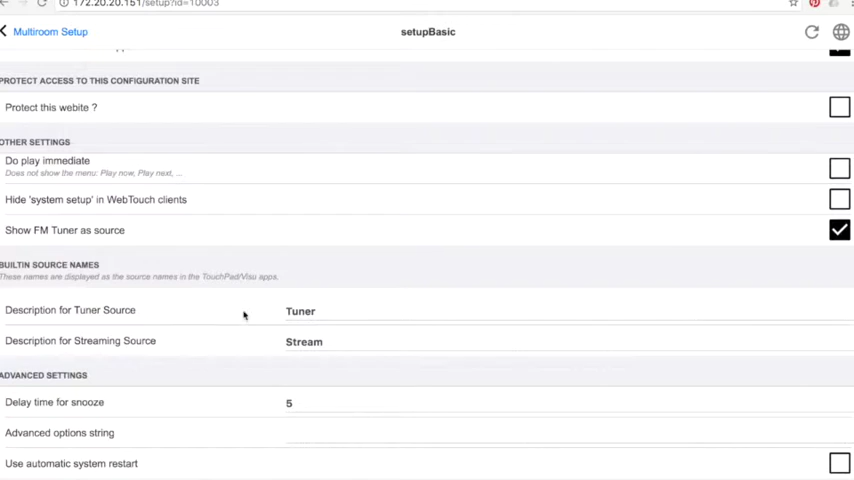 172.20.20.151/setup?id=10003
Multiroom Setup
setupBasic
PROTECT ACCESS TO THIS CONFIGURATION SITE
Protect this webite ?
OTHER SETTINGS
Do play immediate
Does not show the menu: Play now, Play next, ...
Hide 'system setup' in WebTouch clients
Show FM Tuner as source
BUILTIN SOURCE NAMES
These names are displayed as the source names in the TouchPad/Visu apps.
Description for Tuner Source Tuner
Description for Streaming Source Stream
ADVANCED SETTINGS
Delay time for snooze 5
Advanced options string
Use automatic system restart